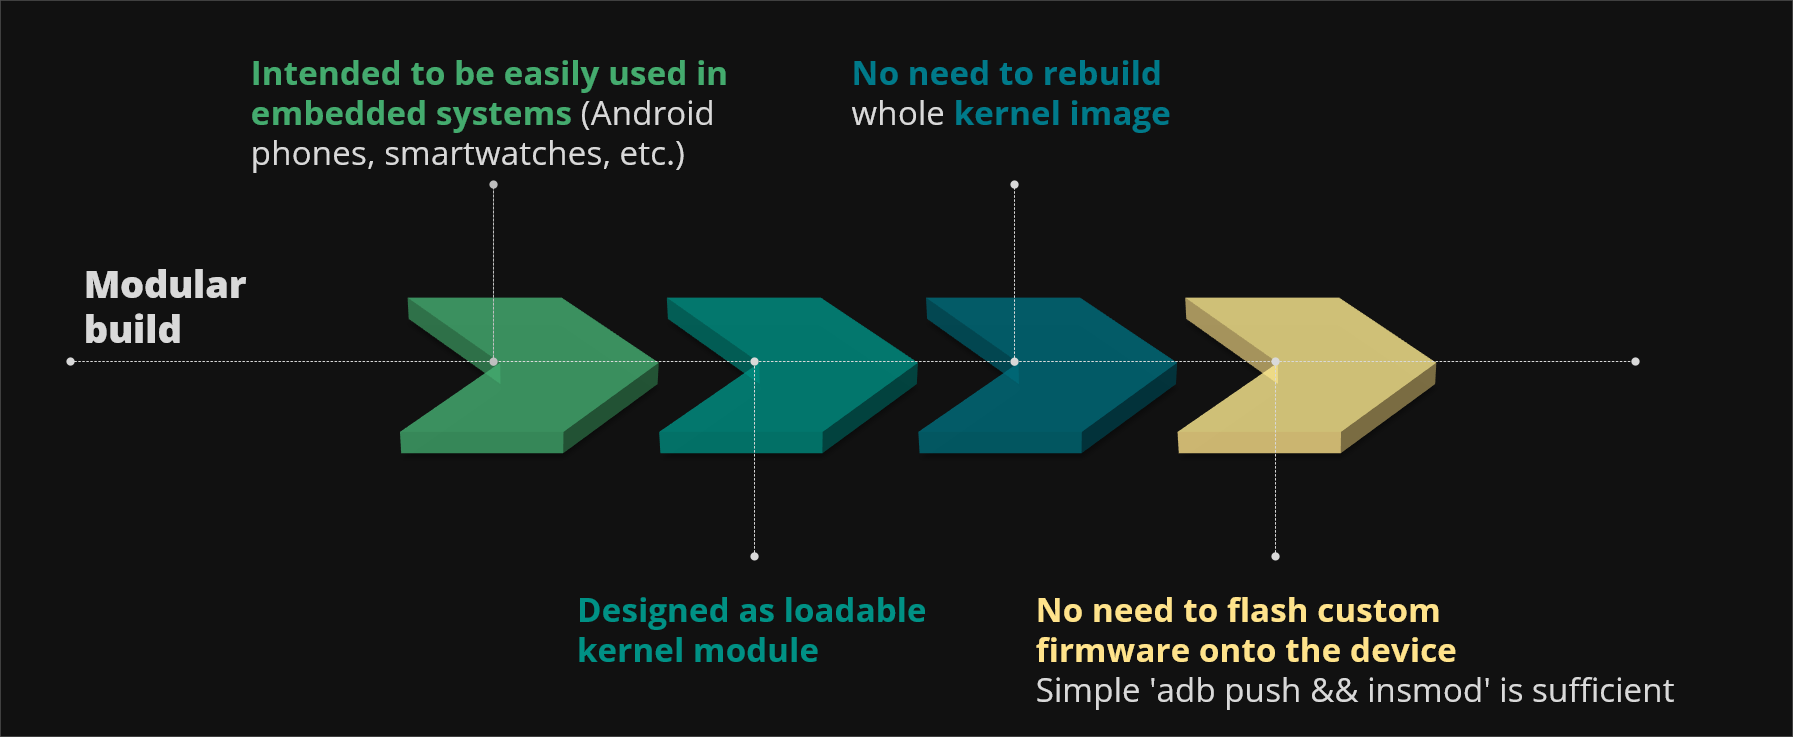 Intended to be easily used in
embedded systems (Android
phones, smartwatches, etc.)
No need to rebuild
whole kernel image
Modular
build
Designed as loadable
kernel module
No need to flash custom
firmware onto the device
Simple 'adb push && insmod' is sufficient